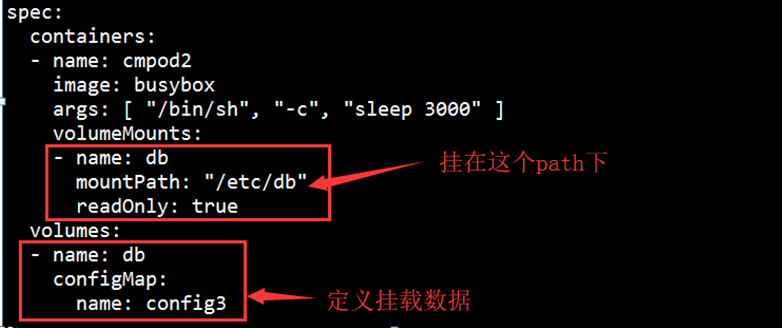 spec:
  containers:
  - name: cmpod2
    image: busybox
    args: [ "/bin/sh", "-c", "sleep 3000" ]
    volumeMounts:
    - name: db
      mountPath: "/etc/db"
      readOnly: true
  volumes:
  - name: db
    configMap:
      name: config3
挂在这个path下
定义挂载数据